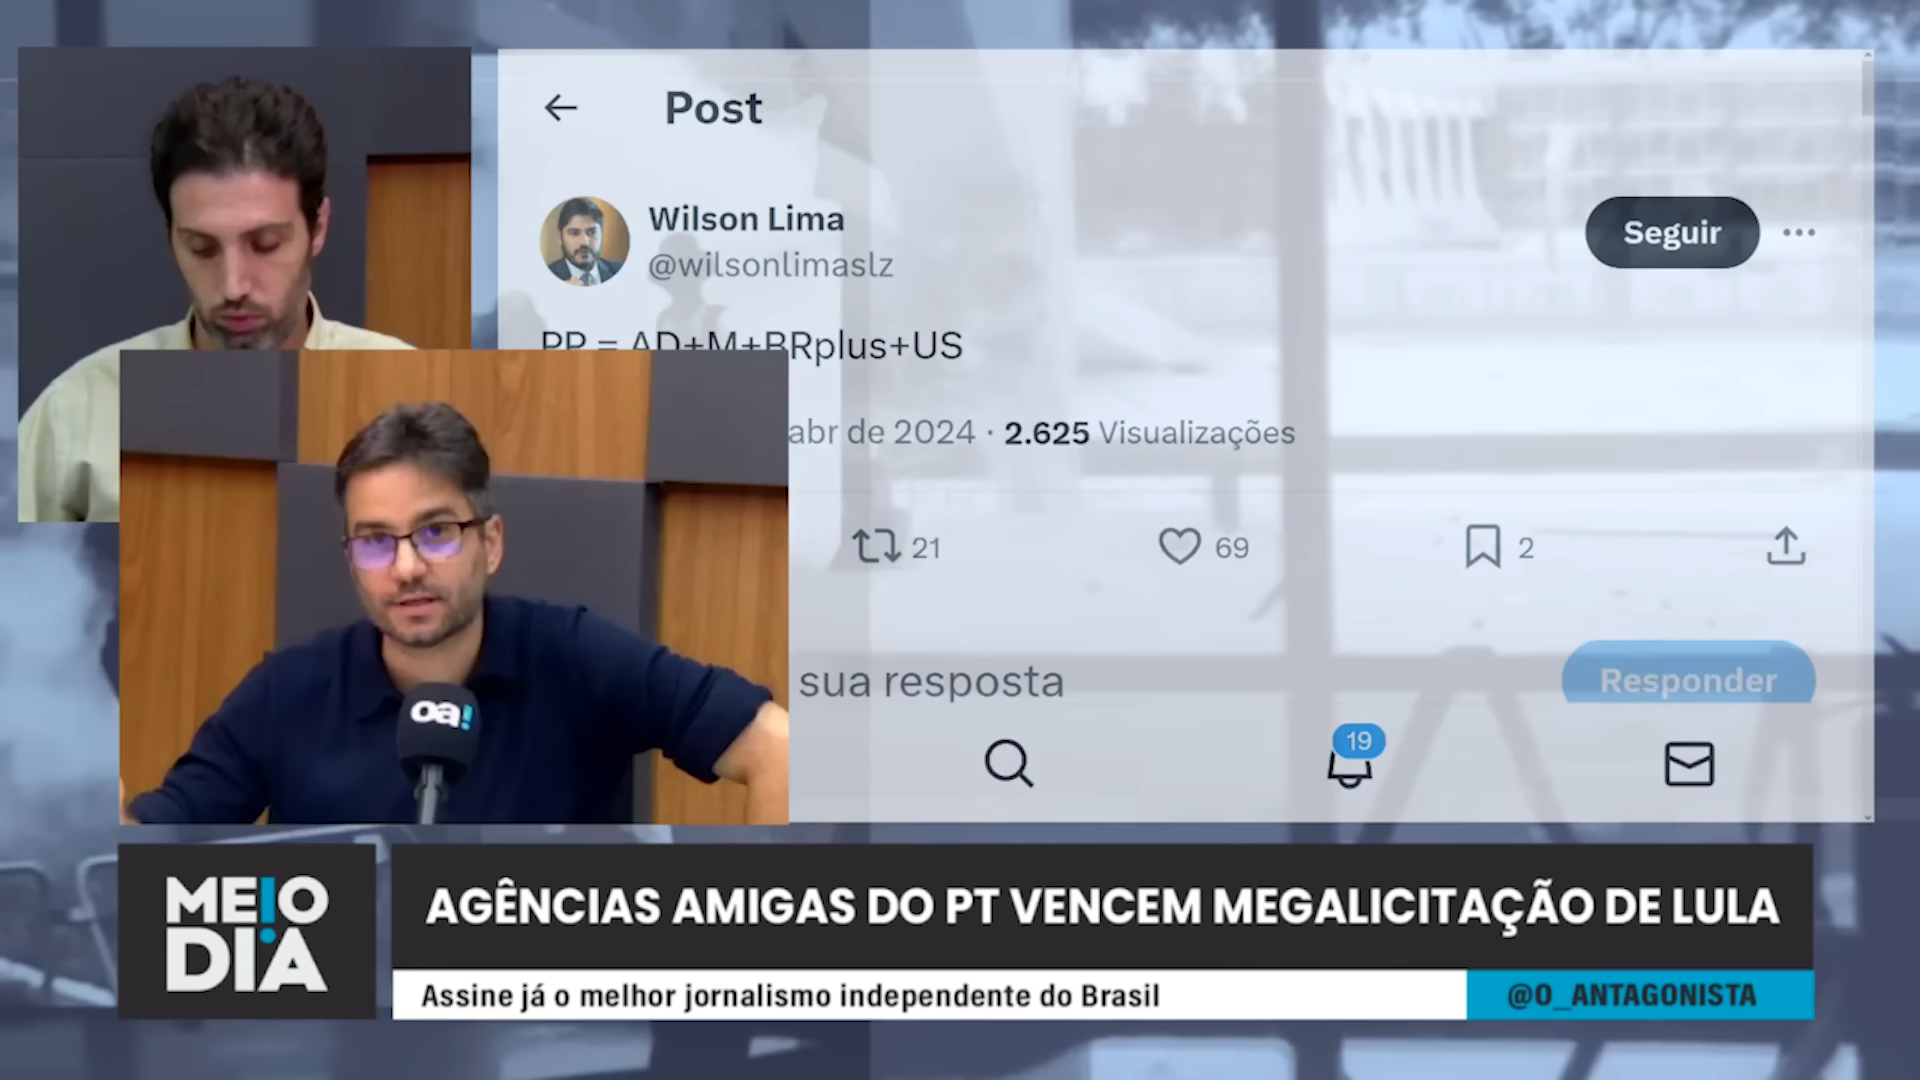 Post
Wilson Lima
@wilsonlimaslz
Seguir
PP = AD+M+BRplus+US
abr de 2024 · 2.625 Visualizações
21
69
2
sua resposta
Responder
19
oa!
MEIO DIA
AGÊNCIAS AMIGAS DO PT VENCEM MEGALICITAÇÃO DE LULA
Assine já o melhor jornalismo independente do Brasil
@O_ANTAGONISTA